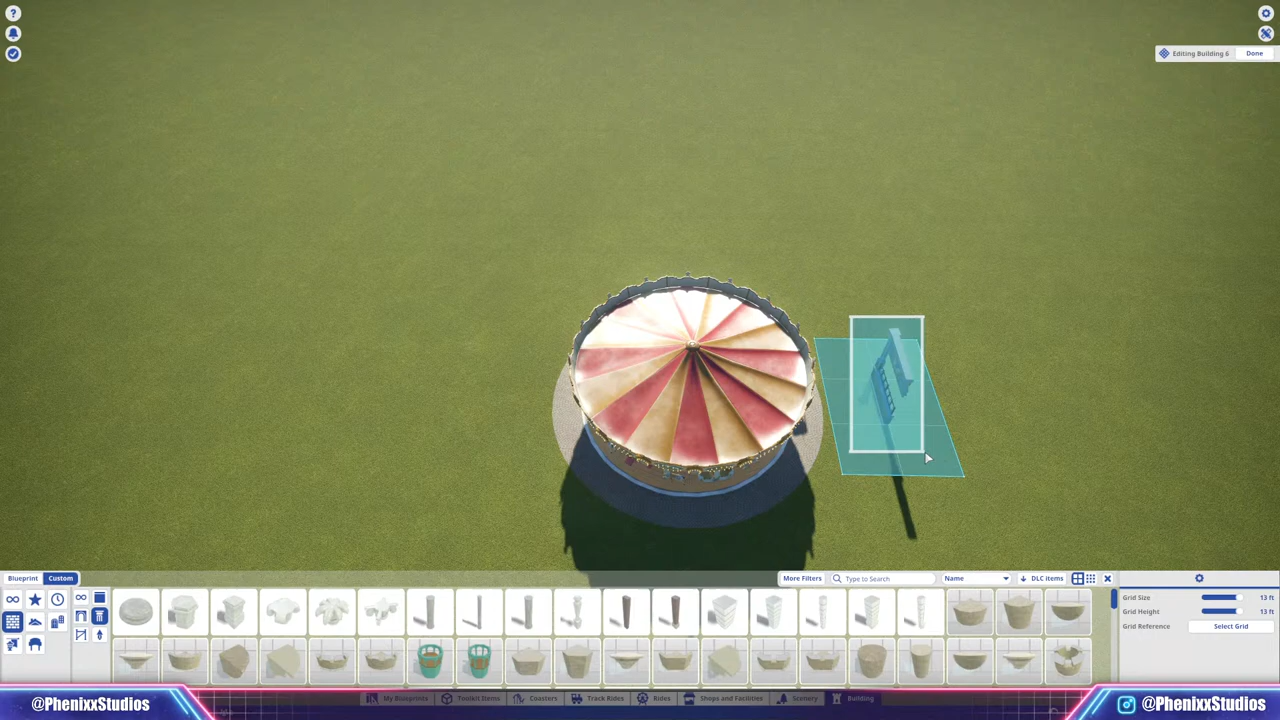 ?
Editing Building 6 Done
Blueprint Custom
More Filters Type to Search Name DLC items
Grid Size 13 ft
Grid Height 13 ft
Grid Reference Select Grid
My Blueprints Toolkit Items Coasters Track Rides Rides Shops and Facilities Scenery Building
@PhenixxStudios @PhenixxStudios